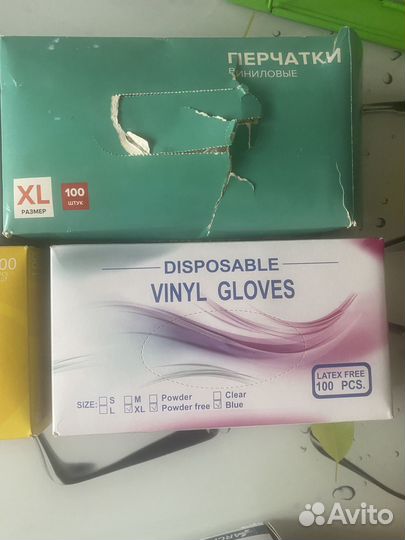 ПЕРЧАТКИ
ВИНИЛОВЫЕ
XL
РАЗМЕР
100
ШТУК
DISPOSABLE
VINYL GLOVES
LATEX FREE
100 PCS.
SIZE: S M Powder Clear
L XL Powder free Blue
Avito